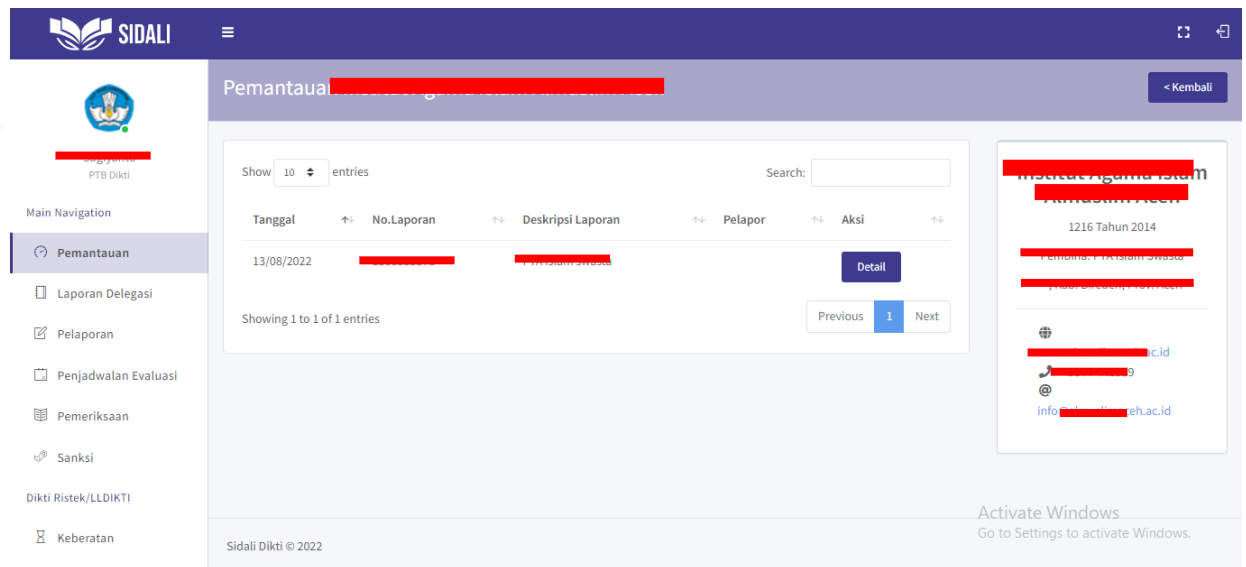 SIDALI
Pemantaua
< Kembali
PTB Dikti
Main Navigation
Pemantauan
Laporan Delegasi
Pelaporan
Penjadwalan Evaluasi
Pemeriksaan
Sanksi
Dikti Ristek/LLDIKTI
Keberatan
Show 10 entries
Search:
Tanggal No.Laporan Deskripsi Laporan Pelapor Aksi
13/08/2022 Detail
Showing 1 to 1 of 1 entries
Previous 1 Next
1216 Tahun 2014
Sidali Dikti © 2022
Activate Windows
Go to Settings to activate Windows.